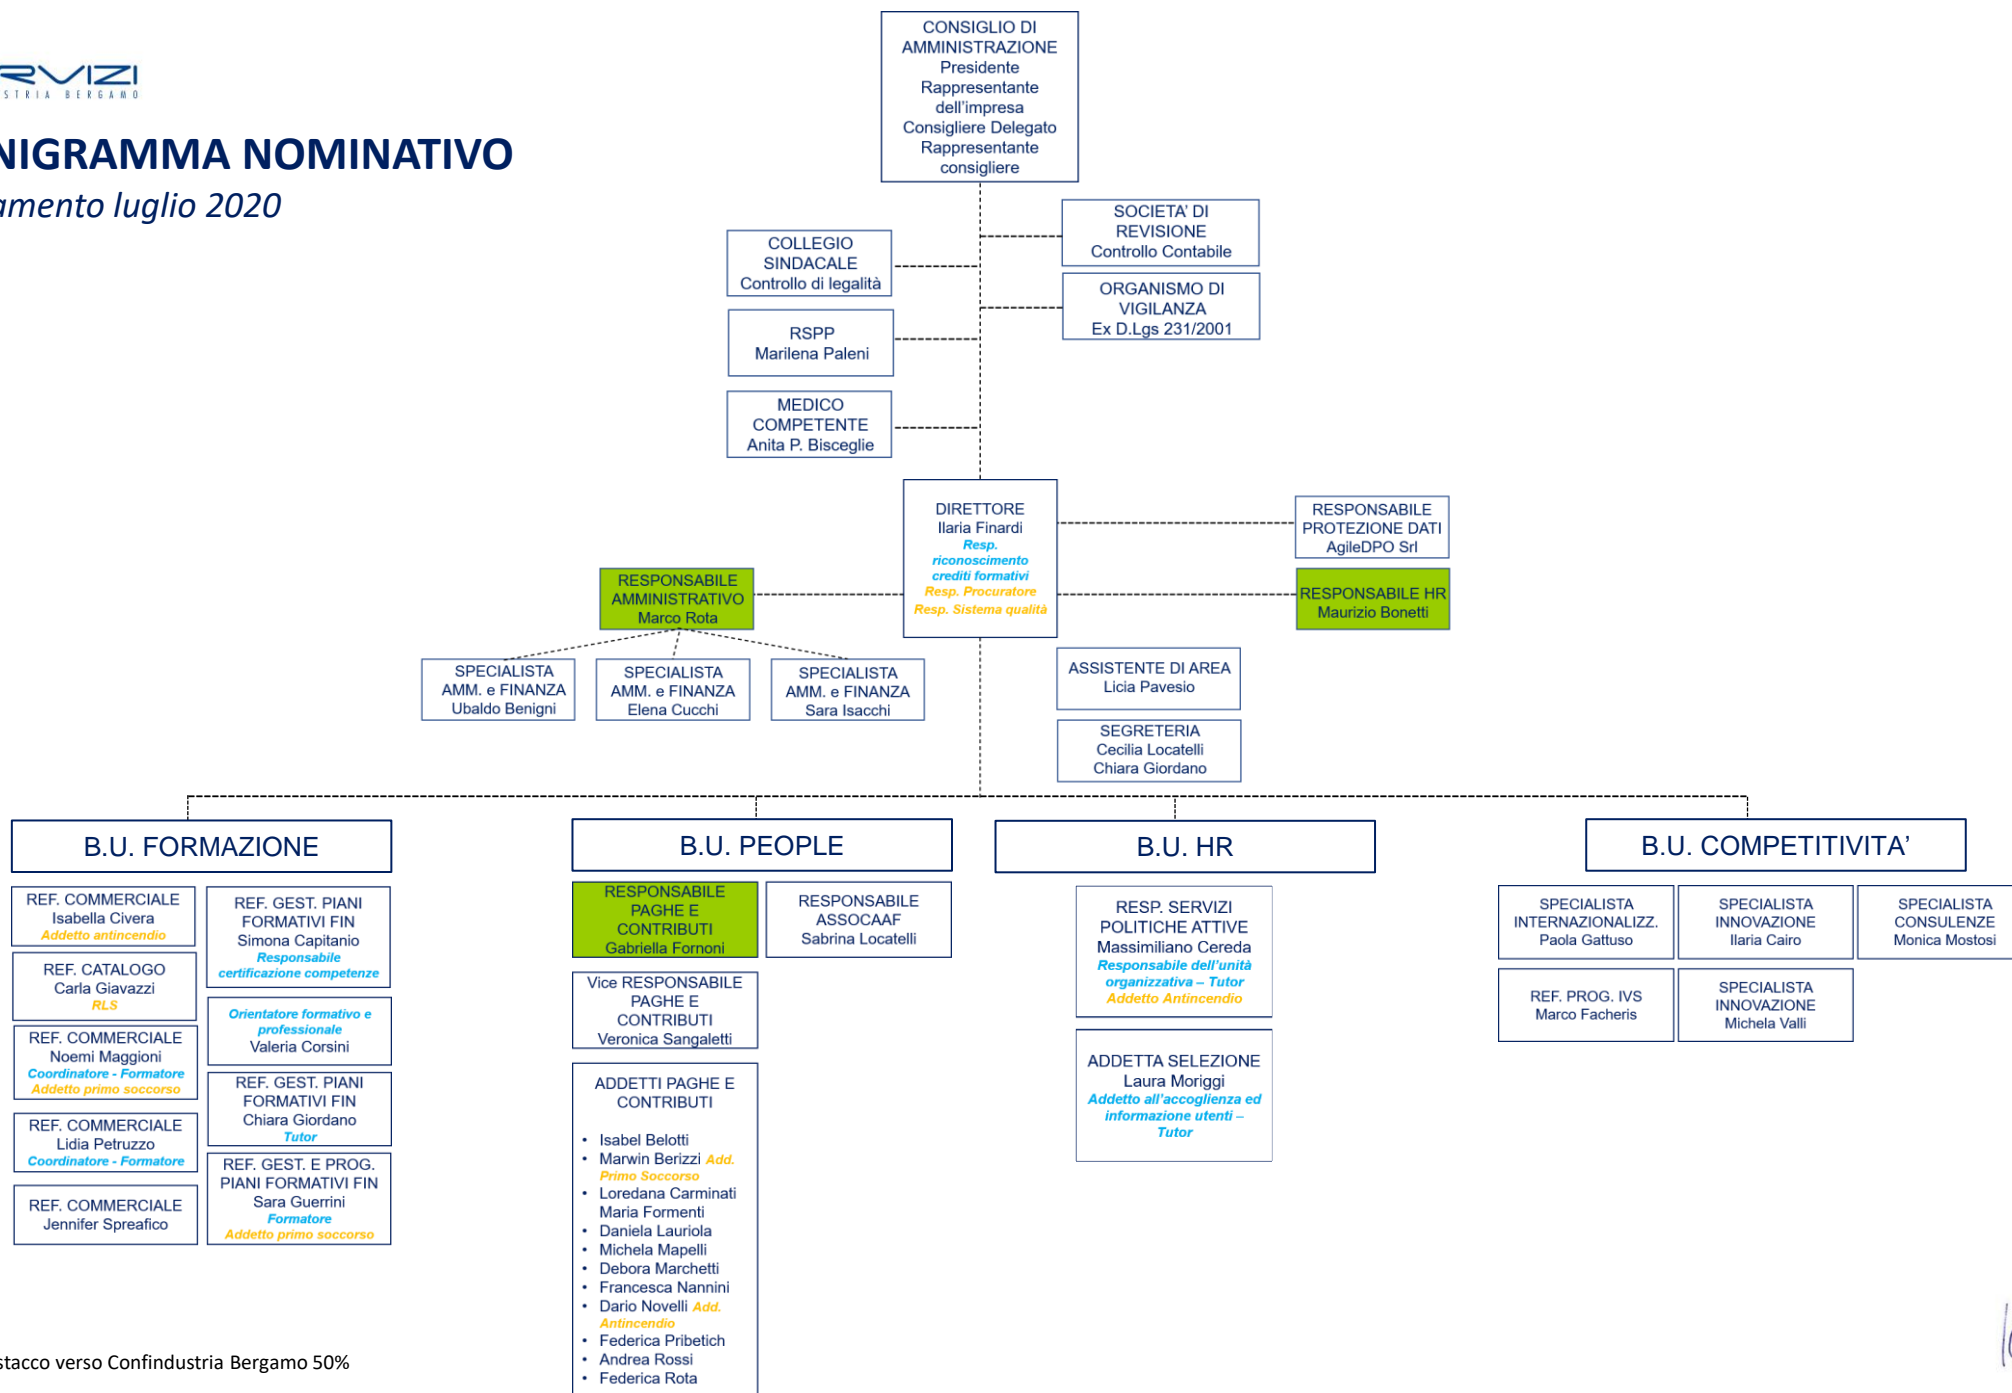 RVIZI
STRIA BERGAMO
NIGRAMMA NOMINATIVO
amento luglio 2020
CONSIGLIO DI
AMMINISTRAZIONE
Presidente
Rappresentante
dell'impresa
Consigliere Delegato
Rappresentante
consigliere
SOCIETA' DI
REVISIONE
Controllo Contabile
COLLEGIO
SINDACALE
Controllo di legalità
ORGANISMO DI
VIGILANZA
Ex D.Lgs 231/2001
RSPP
Marilena Paleni
MEDICO
COMPETENTE
Anita P. Bisceglie
DIRETTORE
Ilaria Finardi
Resp.
riconoscimento
crediti formativi
Resp. Procuratore
Resp. Sistema qualità
RESPONSABILE
PROTEZIONE DATI
AgileDPO Srl
RESPONSABILE
AMMINISTRATIVO
Marco Rota
RESPONSABILE HR
Maurizio Bonetti
SPECIALISTA
AMM. e FINANZA
Ubaldo Benigni
SPECIALISTA
AMM. e FINANZA
Elena Cucchi
SPECIALISTA
AMM. e FINANZA
Sara Isacchi
ASSISTENTE DI AREA
Licia Pavesio
SEGRETERIA
Cecilia Locatelli
Chiara Giordano
B.U. FORMAZIONE
REF. COMMERCIALE
Isabella Civera
Addetto antincendio
REF. CATALOGO
Carla Giavazzi
RLS
REF. COMMERCIALE
Noemi Maggioni
Coordinatore - Formatore
Addetto primo soccorso
REF. COMMERCIALE
Lidia Petruzzo
Coordinatore - Formatore
REF. COMMERCIALE
Jennifer Spreafico
REF. GEST. PIANI
FORMATIVI FIN
Simona Capitanio
Responsabile
certificazione competenze
Orientatore formativo e
professionale
Valeria Corsini
REF. GEST. PIANI
FORMATIVI FIN
Chiara Giordano
Tutor
REF. GEST. E PROG.
PIANI FORMATIVI FIN
Sara Guerrini
Formatore
Addetto primo soccorso
B.U. PEOPLE
RESPONSABILE
PAGHE E
CONTRIBUTI
Gabriella Fornoni
RESPONSABILE
ASSOCAAF
Sabrina Locatelli
Vice RESPONSABILE
PAGHE E
CONTRIBUTI
Veronica Sangaletti
ADDETTI PAGHE E
CONTRIBUTI
• Isabel Belotti
• Marwin Berizzi Add.
Primo Soccorso
• Loredana Carminati
Maria Formenti
• Daniela Lauriola
• Michela Mapelli
• Debora Marchetti
• Francesca Nannini
• Dario Novelli Add.
Antincendio
• Federica Pribetich
• Andrea Rossi
• Federica Rota
B.U. HR
RESP. SERVIZI
POLITICHE ATTIVE
Massimiliano Cereda
Responsabile dell'unità
organizzativa – Tutor
Addetto Antincendio
ADDETTA SELEZIONE
Laura Moriggi
Addetto all'accoglienza ed
informazione utenti –
Tutor
B.U. COMPETITIVITA'
SPECIALISTA
INTERNAZIONALIZZ.
Paola Gattuso
SPECIALISTA
INNOVAZIONE
Ilaria Cairo
SPECIALISTA
CONSULENZE
Monica Mostosi
REF. PROG. IVS
Marco Facheris
SPECIALISTA
INNOVAZIONE
Michela Valli
stacco verso Confindustria Bergamo 50%